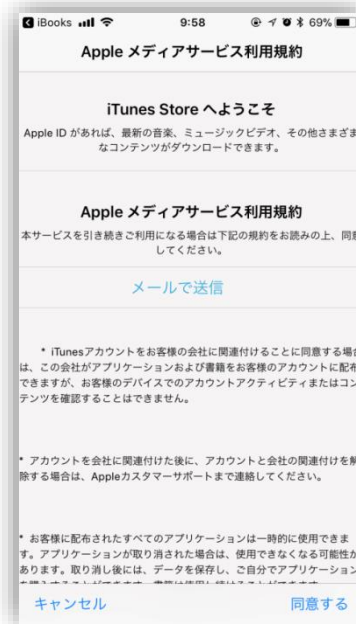 iBooks 9:58 69%
Apple メディアサービス利用規約
iTunes Store へようこそ
Apple ID があれば、最新の音楽、ミュージックビデオ、その他さまざま
なコンテンツがダウンロードできます。
Apple メディアサービス利用規約
本サービスを引き続きご利用になる場合は下記の規約をお読みの上、同意
してください。
メールで送信
* iTunesアカウントをお客様の会社に関連付けることに同意する場合
は、この会社がアプリケーションおよび書籍をお客様のアカウントに配布
できますが、お客様のデバイスでのアカウントアクティビティまたはコン
テンツを確認することはできません。
* アカウントを会社に関連付けた後に、アカウントと会社の関連付けを解
除する場合は、Appleカスタマーサポートまで連絡してください。
* お客様に配布されたすべてのアプリケーションは一時的に使用できま
す。アプリケーションが取り消された場合は、使用できなくなる可能性が
あります。取り消し後には、データを保存し、ご自分でアプリケーション
キャンセル 同意する